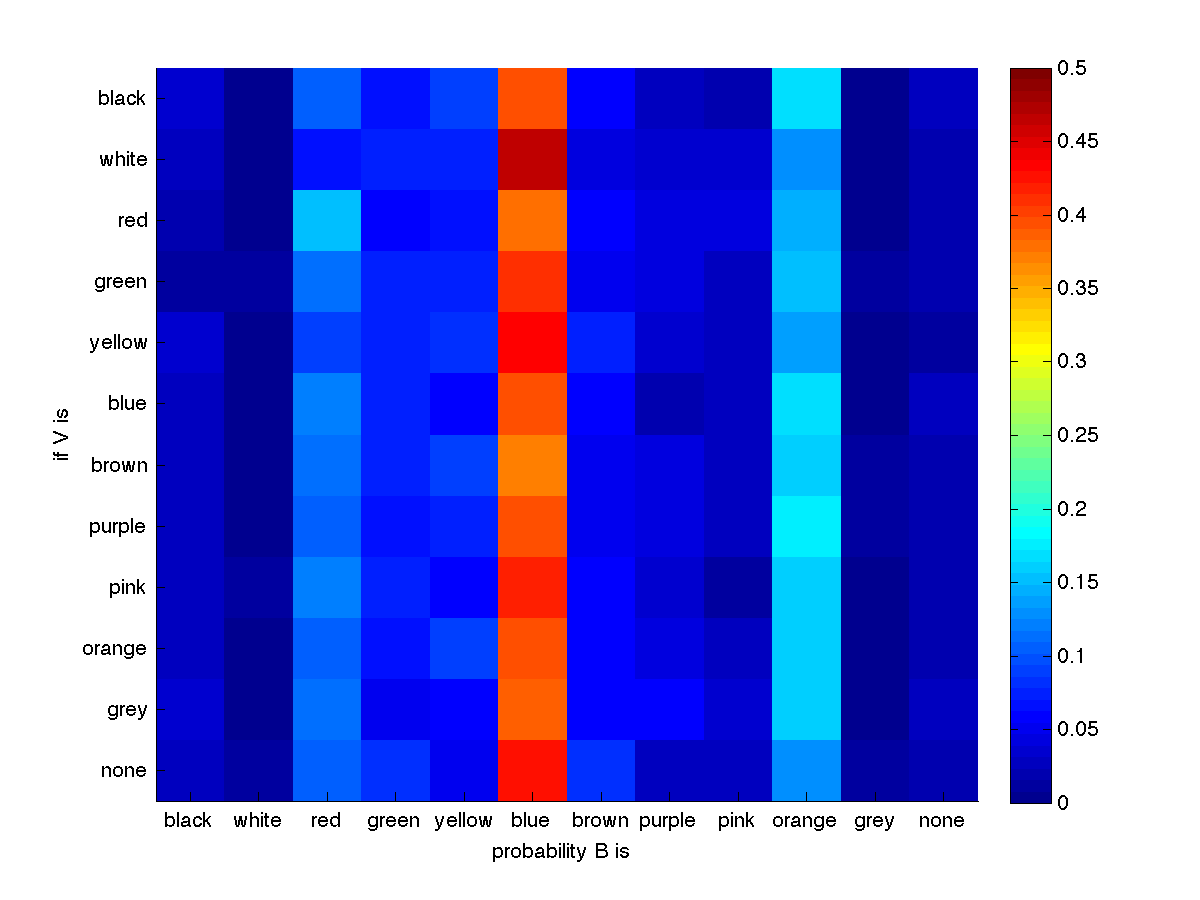 black
white
red
green
yellow
blue
brown
purple
pink
orange
grey
none
if V is
black white red green yellow blue brown purple pink orange grey none
probability B is
0.5
0.45
0.4
0.35
0.3
0.25
0.2
0.15
0.1
0.05
0